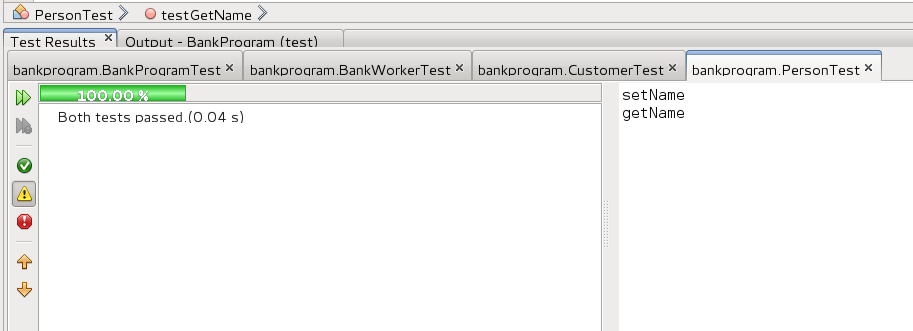 PersonTest testGetName
Test Results Output - BankProgram (test)
bankprogram.BankProgramTest bankprogram.BankWorkerTest bankprogram.CustomerTest bankprogram.PersonTest
100.00 %
Both tests passed.(0.04 s)
setName
getName